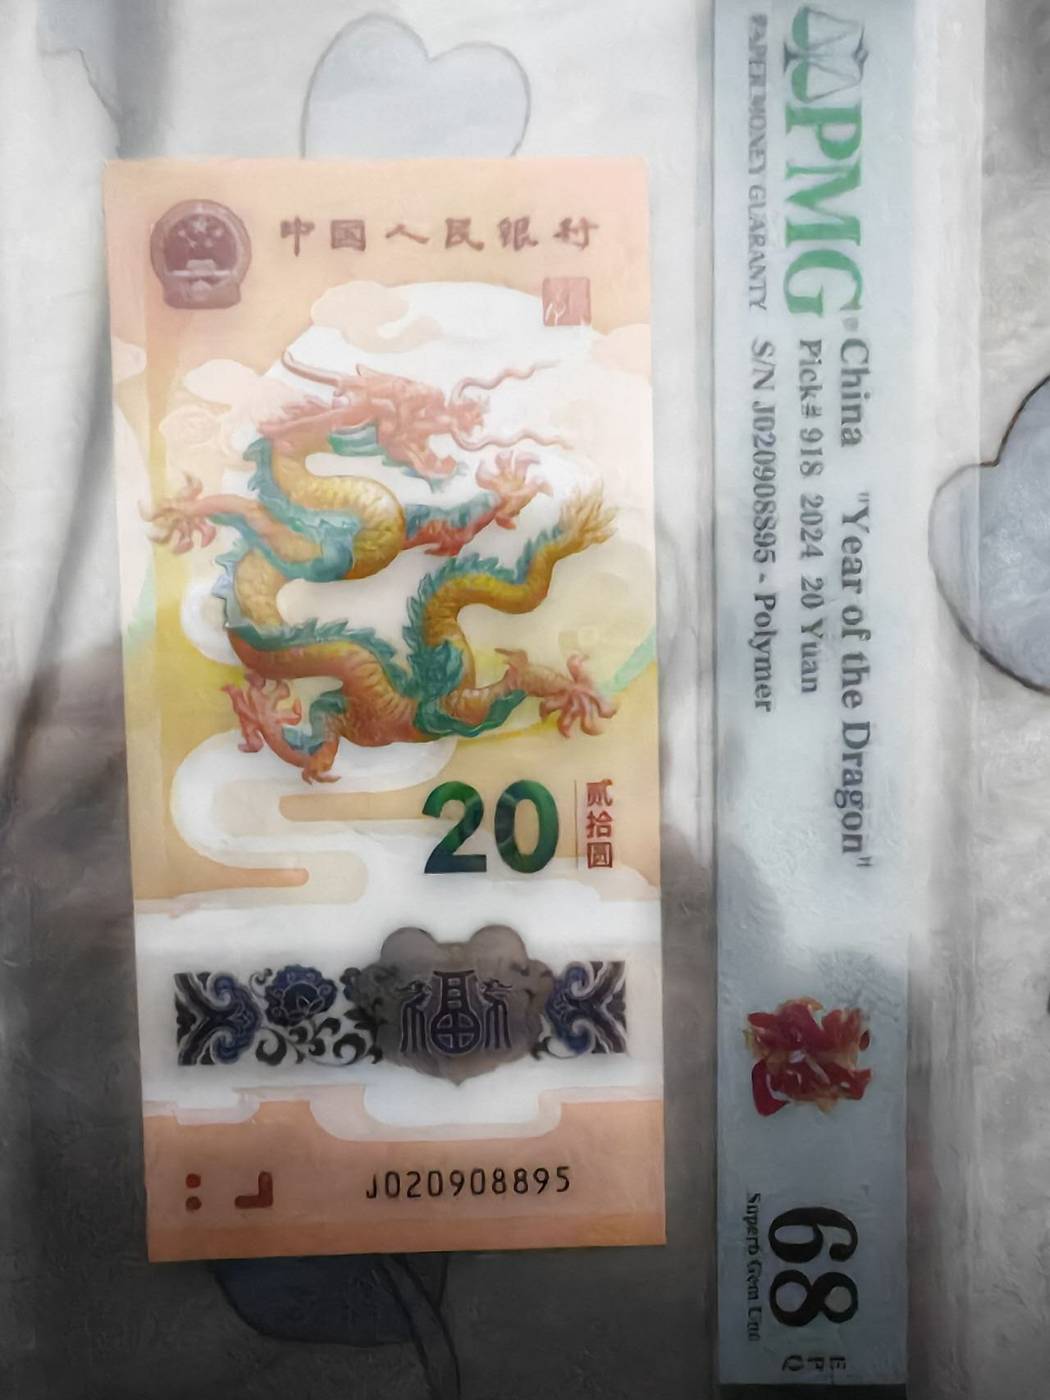 中国人民银行
20
贰拾圆
福
J020908895
PMG
PAPER MONEY GUARANTY
China "Year of the Dragon"
Pick# 918 2024 20 Yuan
S/N J020908895 - Polymer
68
EPQ
Superb Gem Unc